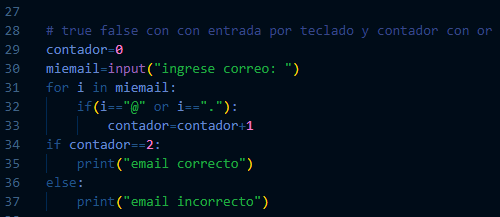 27
28 # true false con con entrada por teclado y contador con or
29 contador=0
30 miemail=input("ingrese correo: ")
31 for i in miemail:
32     if(i=="@" or i=="."):
33         contador=contador+1
34 if contador==2:
35     print("email correcto")
36 else:
37     print("email incorrecto")